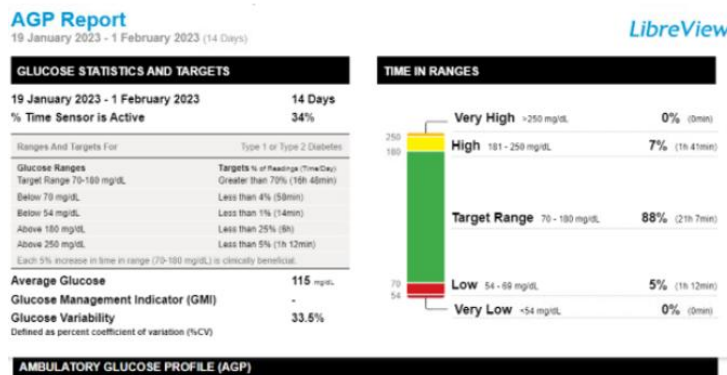 AGP Report
19 January 2023 - 1 February 2023 (14 Days)
LibreView
GLUCOSE STATISTICS AND TARGETS
19 January 2023 - 1 February 2023 14 Days
% Time Sensor is Active 34%
Ranges And Targets For Type 1 or Type 2 Diabetes
Glucose Ranges Targets % of Readings (Time/Day)
Target Range 70-180 mg/dL Greater than 70% (16h 48min)
Below 70 mg/dL Less than 4% (58min)
Below 54 mg/dL Less than 1% (14min)
Above 180 mg/dL Less than 25% (6h)
Above 250 mg/dL Less than 5% (1h 12min)
Each 5% increase in time in range (70-180 mg/dL) is clinically beneficial.
Average Glucose 115 mg/dL
Glucose Management Indicator (GMI) -
Glucose Variability 33.5%
Defined as percent coefficient of variation (%CV)
TIME IN RANGES
Very High >250 mg/dL 0% (0min)
250
High 181 - 250 mg/dL 7% (1h 41min)
180
Target Range 70 - 180 mg/dL 88% (21h 7min)
70
Low 54 - 69 mg/dL 5% (1h 12min)
54
Very Low <54 mg/dL 0% (0min)
AMBULATORY GLUCOSE PROFILE (AGP)